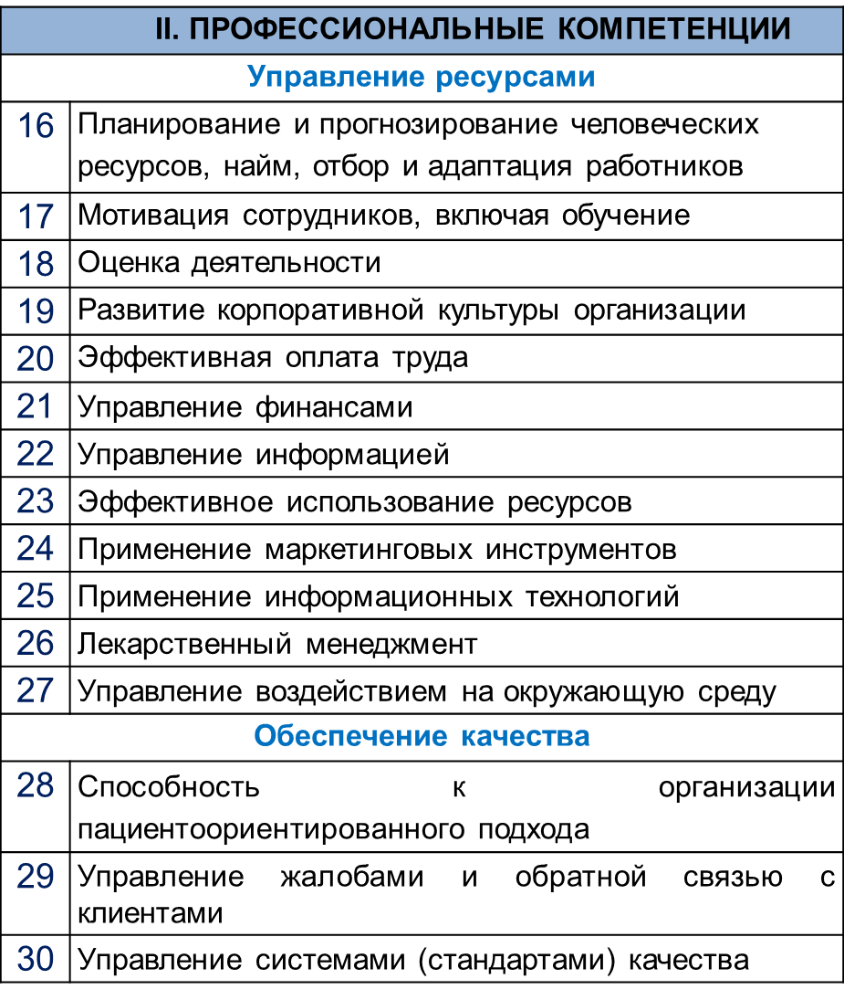 II. ПРОФЕССИОНАЛЬНЫЕ КОМПЕТЕНЦИИ
Управление ресурсами
16 Планирование и прогнозирование человеческих
ресурсов, найм, отбор и адаптация работников
17 Мотивация сотрудников, включая обучение
18 Оценка деятельности
19 Развитие корпоративной культуры организации
20 Эффективная оплата труда
21 Управление финансами
22 Управление информацией
23 Эффективное использование ресурсов
24 Применение маркетинговых инструментов
25 Применение информационных технологий
26 Лекарственный менеджмент
27 Управление воздействием на окружающую среду
Обеспечение качества
28 Способность к организации
пациентоориентированного подхода
29 Управление жалобами и обратной связью с
клиентами
30 Управление системами (стандартами) качества